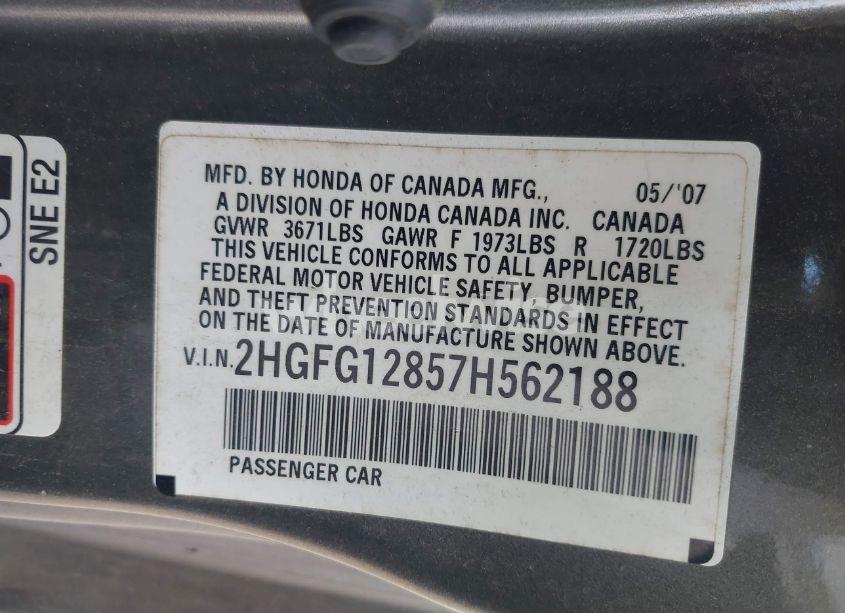 MFD. BY HONDA OF CANADA MFG., 05/'07
A DIVISION OF HONDA CANADA INC. CANADA
GVWR 3671LBS GAWR F 1973LBS R 1720LBS
THIS VEHICLE CONFORMS TO ALL APPLICABLE
FEDERAL MOTOR VEHICLE SAFETY, BUMPER,
AND THEFT PREVENTION STANDARDS IN EFFECT
ON THE DATE OF MANUFACTURE SHOWN ABOVE.
V.I.N. 2HGFG12857H562188
PASSENGER CAR
SNE E2